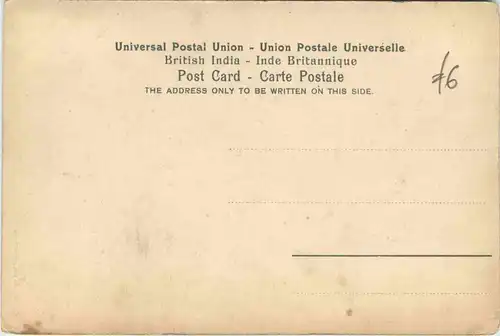 Universal Postal Union - Union Postale Universelle
British India - Inde Britannique
Post Card - Carte Postale
THE ADDRESS ONLY TO BE WRITTEN ON THIS SIDE.